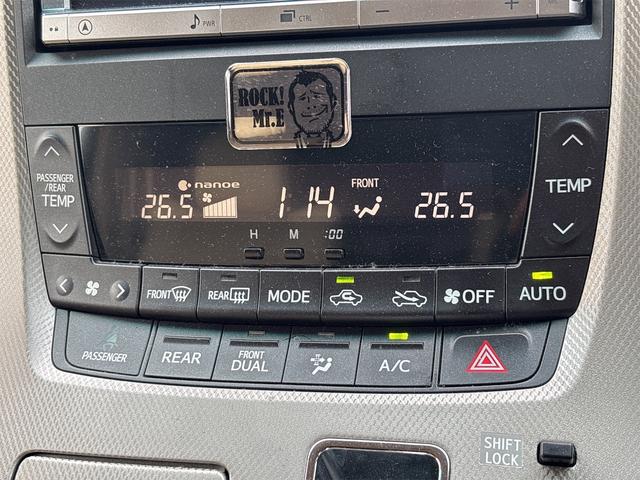 PWR
CTRL
− +
ROCK!
Mr.E
PASSENGER
/REAR
TEMP
nanoe
26.5
1:14
FRONT
26.5
TEMP
H M :00
FRONT
REAR
MODE
OFF
AUTO
PASSENGER
REAR
FRONT
DUAL
A/C
SHIFT
LOCK